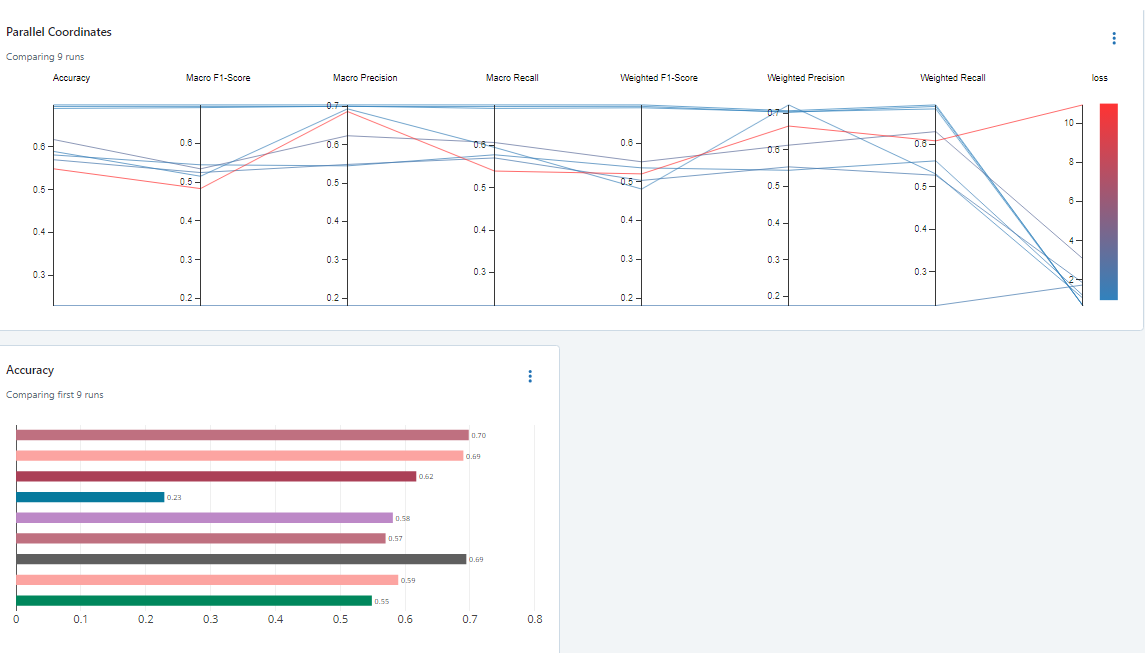 Parallel Coordinates
Comparing 9 runs
Accuracy Macro F1-Score Macro Precision Macro Recall Weighted F1-Score Weighted Precision Weighted Recall loss
0.7 0.7
10
0.6 0.6 0.6 0.6 0.6 0.6 0.6
8
0.5 0.5 0.5 0.5 0.5 0.5 0.5
6
0.4 0.4 0.4 0.4 0.4 0.4 0.4
4
0.3 0.3 0.3 0.3 0.3 0.3 0.3
2
0.2 0.2 0.2 0.2
Accuracy
Comparing first 9 runs
0.70
0.69
0.62
0.23
0.58
0.57
0.69
0.59
0.55
0 0.1 0.2 0.3 0.4 0.5 0.6 0.7 0.8